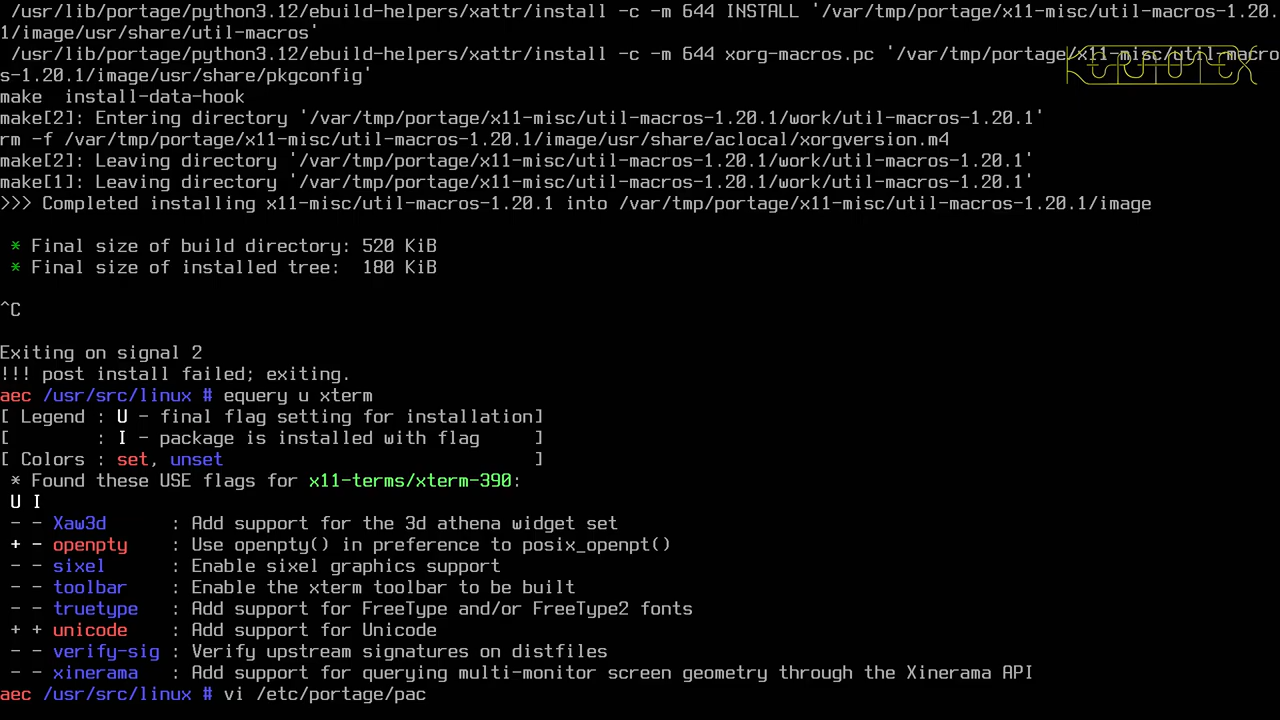 /usr/lib/portage/python3.12/ebuild-helpers/xattr/install -c -m 644 INSTALL '/var/tmp/portage/x11-misc/util-macros-1.20.
1/image/usr/share/util-macros'
 /usr/lib/portage/python3.12/ebuild-helpers/xattr/install -c -m 644 xorg-macros.pc '/var/tmp/portage/x11-misc/util-macro
s-1.20.1/image/usr/share/pkgconfig'
make  install-data-hook
make[2]: Entering directory '/var/tmp/portage/x11-misc/util-macros-1.20.1/work/util-macros-1.20.1'
rm -f /var/tmp/portage/x11-misc/util-macros-1.20.1/image/usr/share/aclocal/xorgversion.m4
make[2]: Leaving directory '/var/tmp/portage/x11-misc/util-macros-1.20.1/work/util-macros-1.20.1'
make[1]: Leaving directory '/var/tmp/portage/x11-misc/util-macros-1.20.1/work/util-macros-1.20.1'
>>> Completed installing x11-misc/util-macros-1.20.1 into /var/tmp/portage/x11-misc/util-macros-1.20.1/image
 * Final size of build directory: 520 KiB
 * Final size of installed tree:  180 KiB
^C
Exiting on signal 2
!!! post install failed; exiting.
aec /usr/src/linux # equery u xterm
[ Legend : U - final flag setting for installation]
[        : I - package is installed with flag     ]
[ Colors : set, unset                             ]
 * Found these USE flags for x11-terms/xterm-390:
 U I
 - - Xaw3d      : Add support for the 3d athena widget set
 + - openpty    : Use openpty() in preference to posix_openpt()
 - - sixel      : Enable sixel graphics support
 - - toolbar    : Enable the xterm toolbar to be built
 - - truetype   : Add support for FreeType and/or FreeType2 fonts
 + + unicode    : Add support for Unicode
 - - verify-sig : Verify upstream signatures on distfiles
 - - xinerama   : Add support for querying multi-monitor screen geometry through the Xinerama API
aec /usr/src/linux # vi /etc/portage/pac